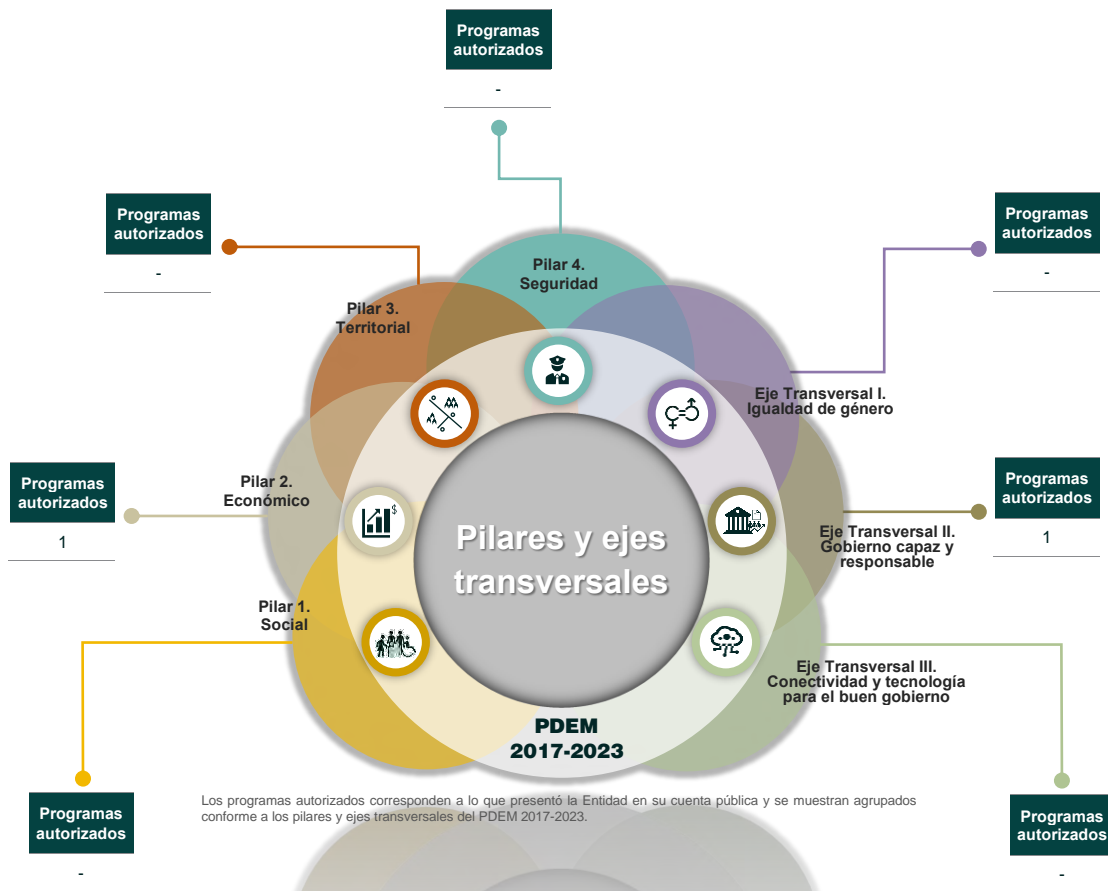 Programas
autorizados
-
Programas
autorizados
-
Programas
autorizados
-
Pilar 4.
Seguridad
Pilar 3.
Territorial
Eje Transversal I.
Igualdad de género
Programas
autorizados
1
Pilar 2.
Económico
$
Pilares y ejes
transversales
Eje Transversal II.
Gobierno capaz y
responsable
Programas
autorizados
1
Pilar 1.
Social
Eje Transversal III.
Conectividad y tecnología
para el buen gobierno
PDEM
2017-2023
Programas
autorizados
-
Los programas autorizados corresponden a lo que presentó la Entidad en su cuenta pública y se muestran agrupados
conforme a los pilares y ejes transversales del PDEM 2017-2023.
Programas
autorizados
-